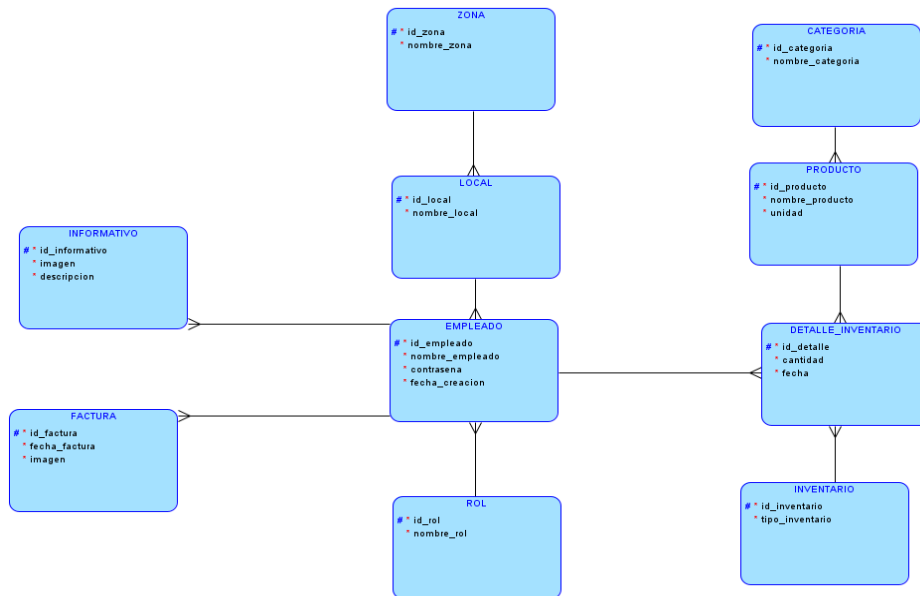 ZONA
# * id_zona
* nombre_zona
CATEGORIA
# * id_categoria
* nombre_categoria
LOCAL
# * id_local
* nombre_local
PRODUCTO
# * id_producto
* nombre_producto
* unidad
INFORMATIVO
# * id_informativo
* imagen
* descripcion
EMPLEADO
# * id_empleado
* nombre_empleado
* contrasena
* fecha_creacion
DETALLE_INVENTARIO
# * id_detalle
* cantidad
* fecha
FACTURA
# * id_factura
* fecha_factura
* imagen
ROL
# * id_rol
* nombre_rol
INVENTARIO
# * id_inventario
* tipo_inventario